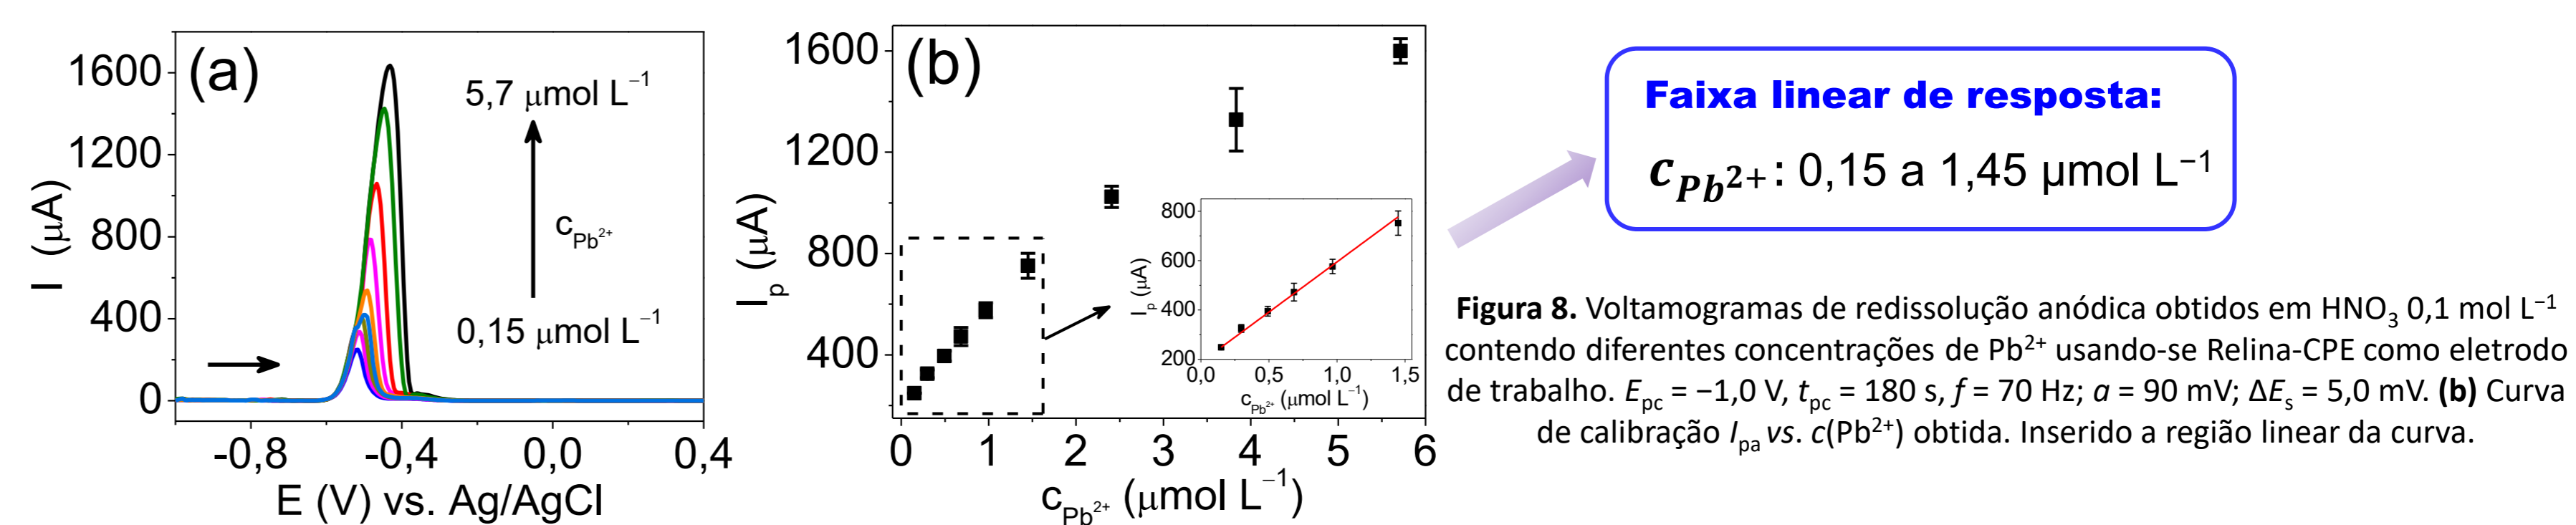 (a)
1600
1200
800
400
0
I (μA)
5,7 μmol L⁻¹
c_Pb²⁺
0,15 μmol L⁻¹
-0,8 -0,4 0,0 0,4
E (V) vs. Ag/AgCl
(b)
1600
1200
800
400
I_p (μA)
0 1 2 3 4 5 6
c_Pb²⁺ (μmol L⁻¹)
800
600
400
200
I_p (μA)
0,0 0,5 1,0 1,5
c_Pb²⁺ (μmol L⁻¹)
Faixa linear de resposta:
c_Pb²⁺: 0,15 a 1,45 μmol L⁻¹
Figura 8. Voltamogramas de redissolução anódica obtidos em HNO₃ 0,1 mol L⁻¹
contendo diferentes concentrações de Pb²⁺ usando-se Relina-CPE como eletrodo
de trabalho. E_pc = −1,0 V, t_pc = 180 s, f = 70 Hz; a = 90 mV; ΔE_s = 5,0 mV. (b) Curva
de calibração I_pa vs. c(Pb²⁺) obtida. Inserido a região linear da curva.